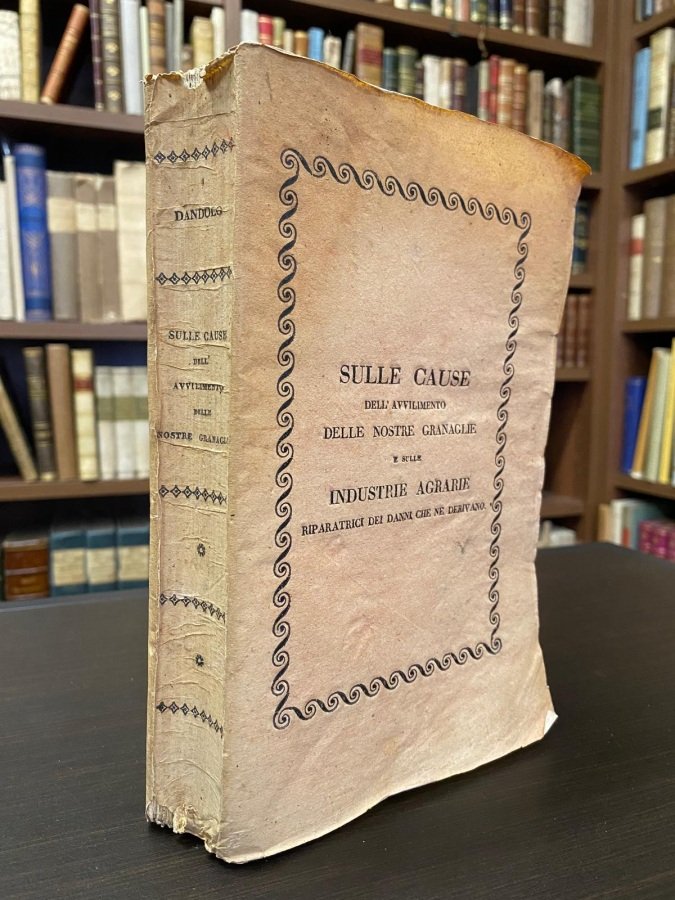 DANDOLO
SULLE CAUSE
DELL'
AVVILIMENTO
DELLE
NOSTRE GRANAGLI
SULLE CAUSE
DELL' AVVILIMENTO
DELLE NOSTRE GRANAGLIE
E SULLE
INDUSTRIE AGRARIE
RIPARATRICI DEI DANNI CHE NE DERIVANO.